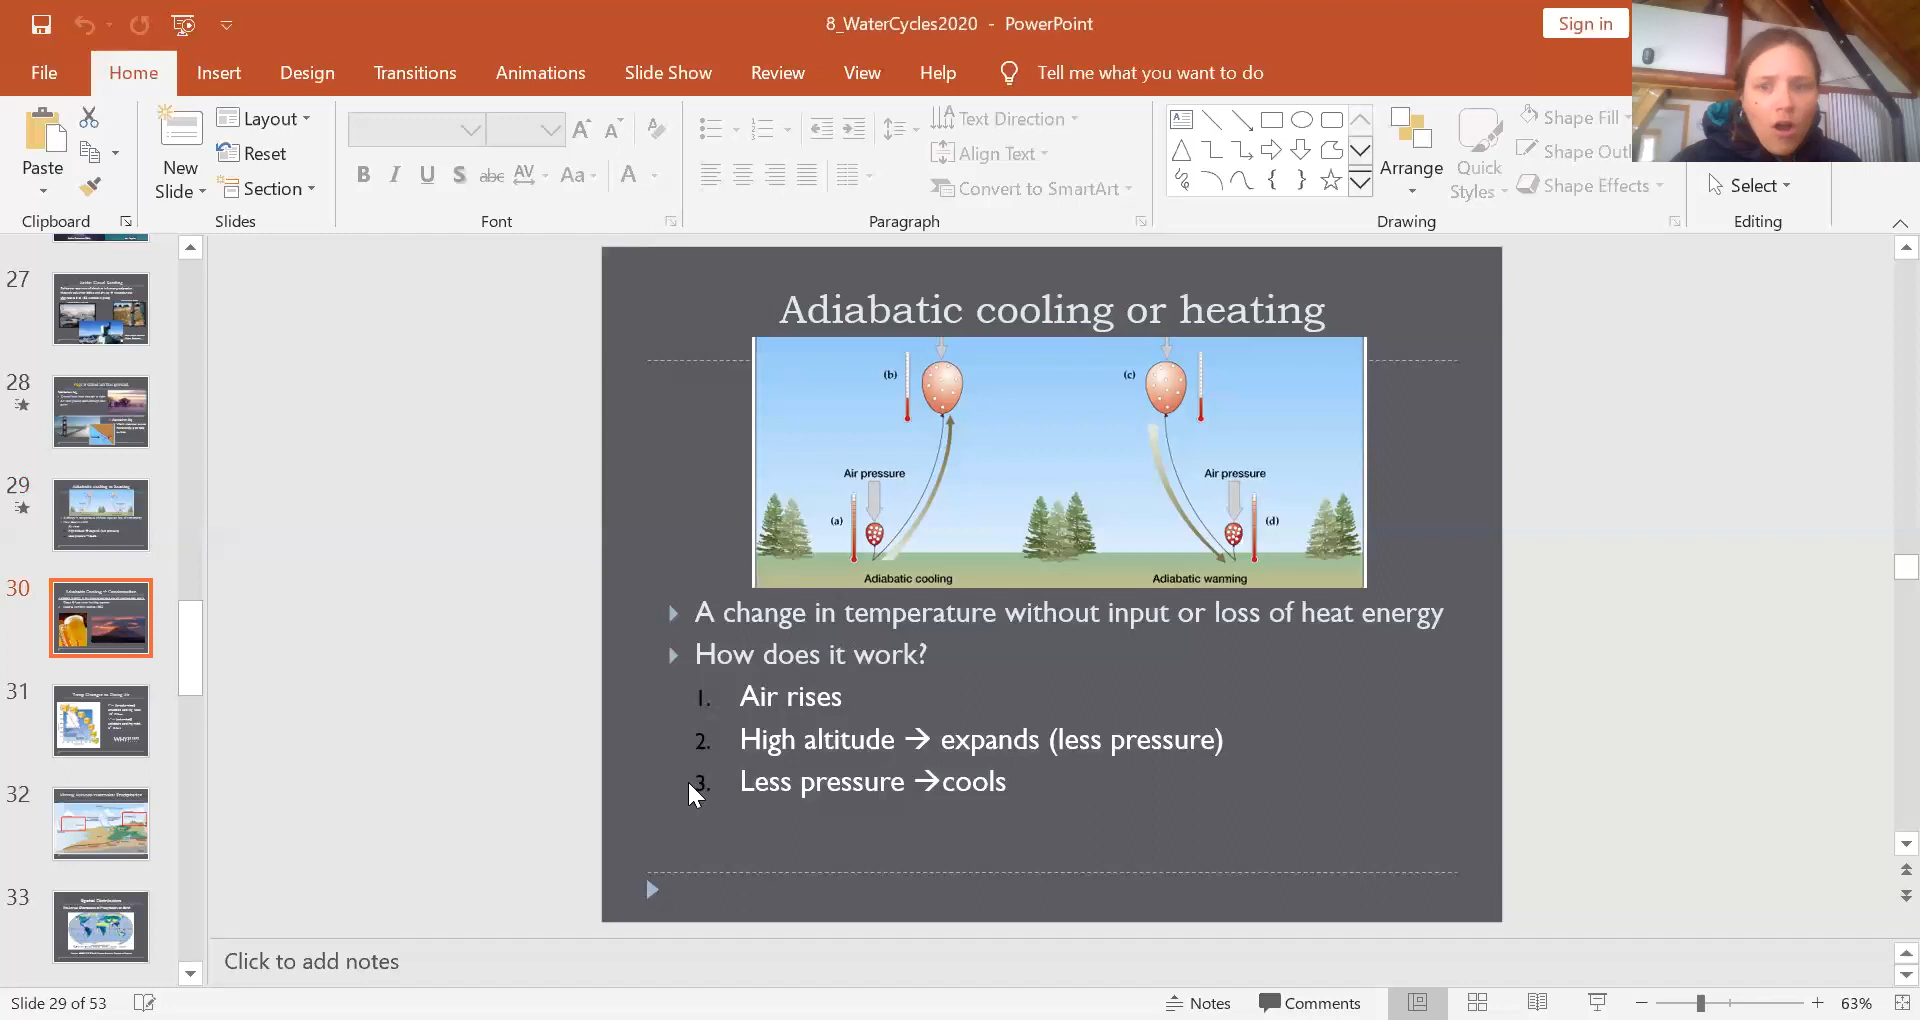 8_WaterCycles2020 - PowerPoint
Sign in
File Home Insert Design Transitions Animations Slide Show Review View Help Tell me what you want to do
Paste
New Slide
Layout
Reset
Section
B I U S abc AV Aa A
Text Direction
Align Text
Convert to SmartArt
Arrange
Quick Styles
Shape Fill
Shape Outl
Shape Effects
Select
Clipboard Slides Font Paragraph Drawing Editing
27
28
29
30
31
32
33
Adiabatic cooling or heating
(b)
(c)
Air pressure
Air pressure
(a)
(d)
Adiabatic cooling
Adiabatic warming
A change in temperature without input or loss of heat energy
How does it work?
1. Air rises
2. High altitude → expands (less pressure)
3. Less pressure →cools
Click to add notes
Slide 29 of 53
Notes Comments 63%